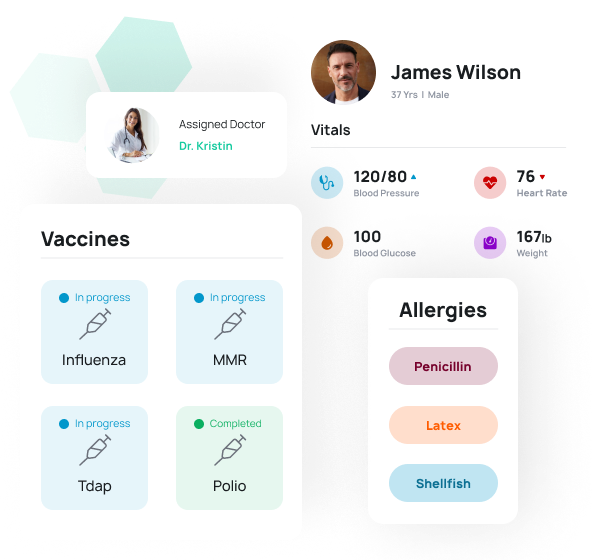 James Wilson
37 Yrs | Male
Assigned Doctor
Dr. Kristin
Vitals
120/80
Blood Pressure
76
Heart Rate
100
Blood Glucose
167lb
Weight
Vaccines
In progress
Influenza
In progress
MMR
In progress
Tdap
Completed
Polio
Allergies
Penicillin
Latex
Shellfish